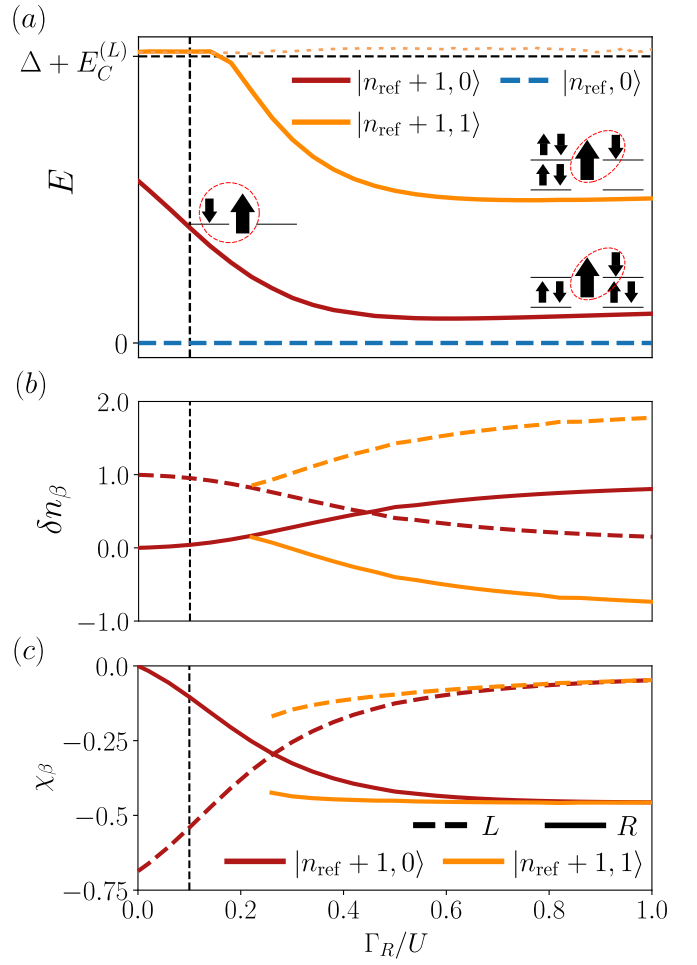 (a)
Δ + E_C^{(L)}
|n_ref + 1, 0⟩
|n_ref, 0⟩
|n_ref + 1, 1⟩
E
0
(b)
2.0
1.0
0.0
−1.0
δn_β
(c)
0.0
−0.25
−0.5
−0.75
χ_β
L
R
|n_ref + 1, 0⟩
|n_ref + 1, 1⟩
0.0 0.2 0.4 0.6 0.8 1.0
Γ_R/U